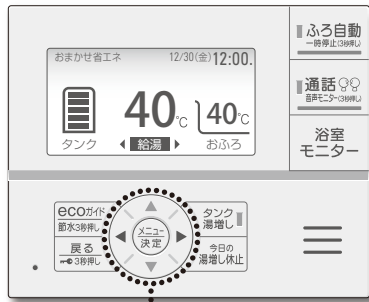 おまかせ省エネ 12/30(金)12:00.
40℃ 40℃
タンク 給湯 おふろ
ふろ自動
一時停止(3秒押し)
通話
音声モニター(3秒押し)
浴室
モニター
ecoガイド
節水3秒押し
戻る
3秒押し
メニュー
決定
タンク
湯増し
今日の
湯増し休止